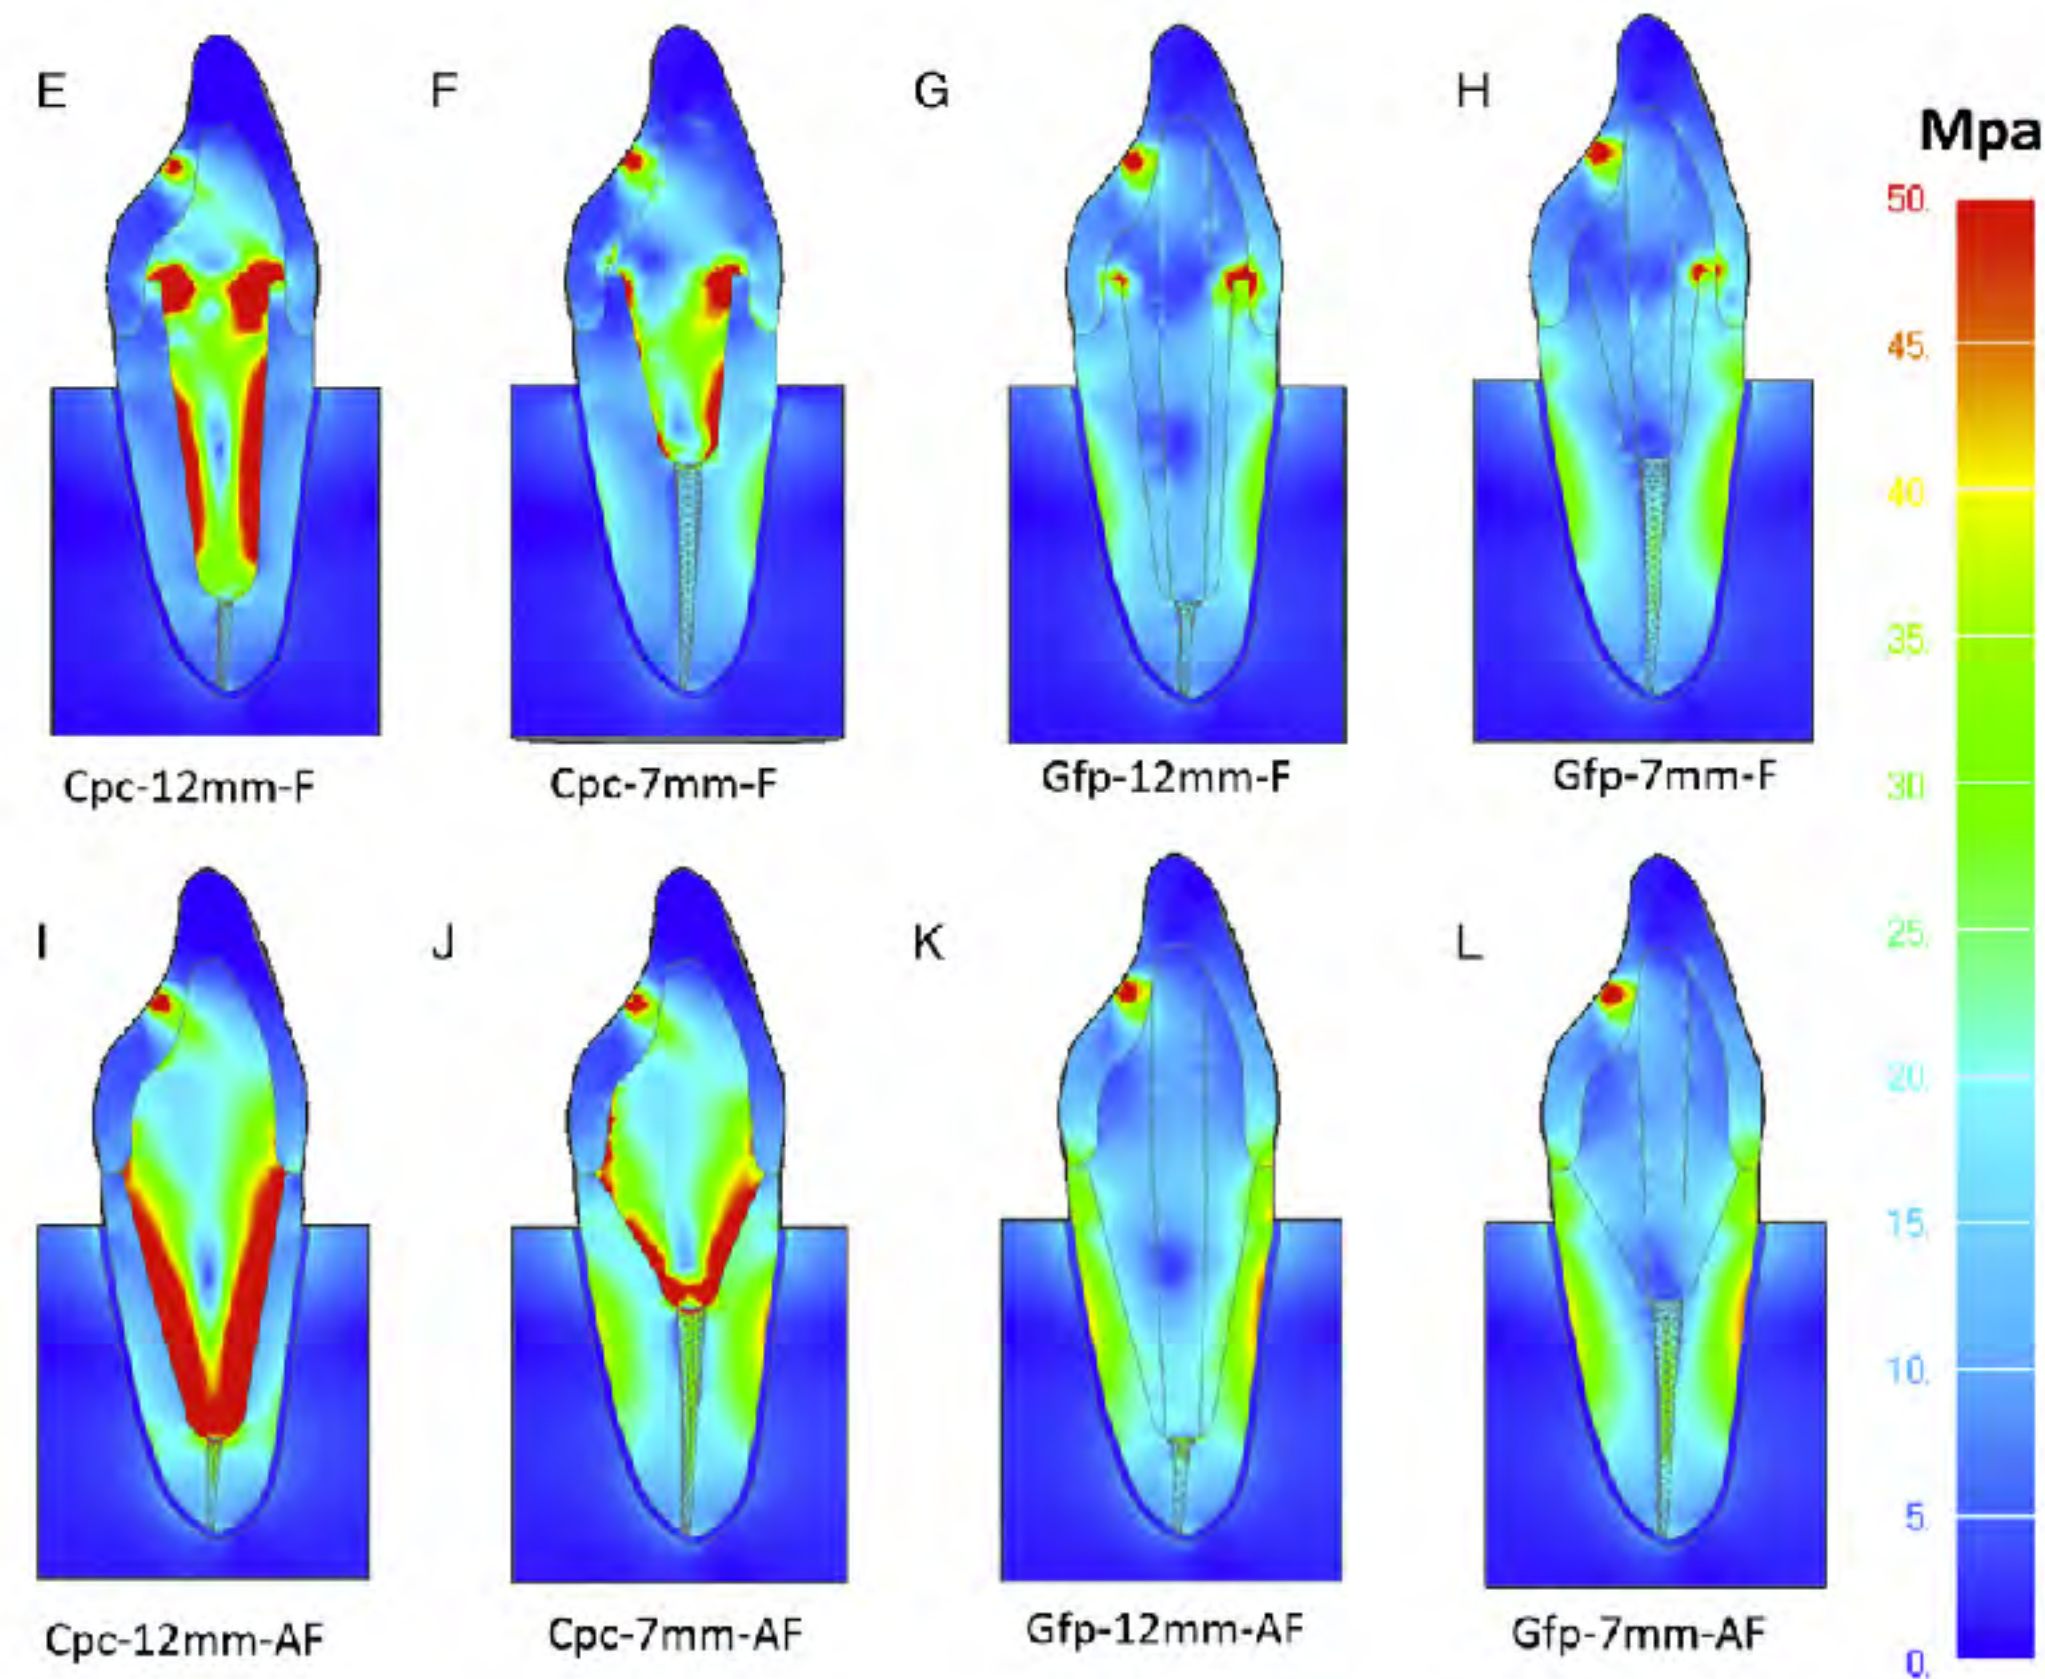 E
F
G
H
Mpa
50.
45.
40
35.
30
25.
20.
15.
10.
5.
0.
Cpc-12mm-F
Cpc-7mm-F
Gfp-12mm-F
Gfp-7mm-F
I
J
K
L
Cpc-12mm-AF
Cpc-7mm-AF
Gfp-12mm-AF
Gfp-7mm-AF